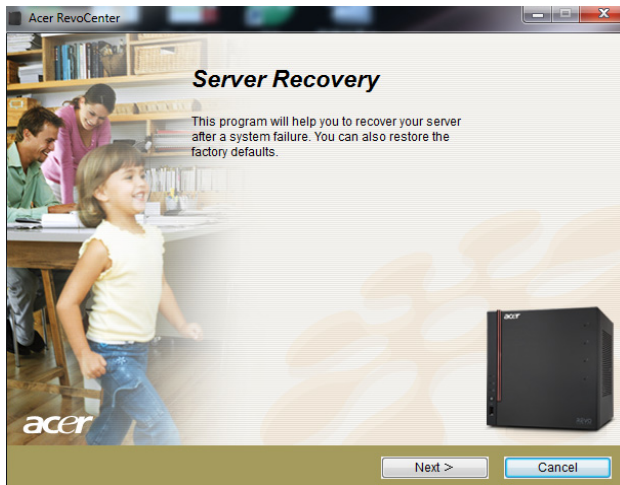 Acer RevoCenter
Server Recovery
This program will help you to recover your server
after a system failure. You can also restore the
factory defaults.
acer
REVO
acer
Next >
Cancel